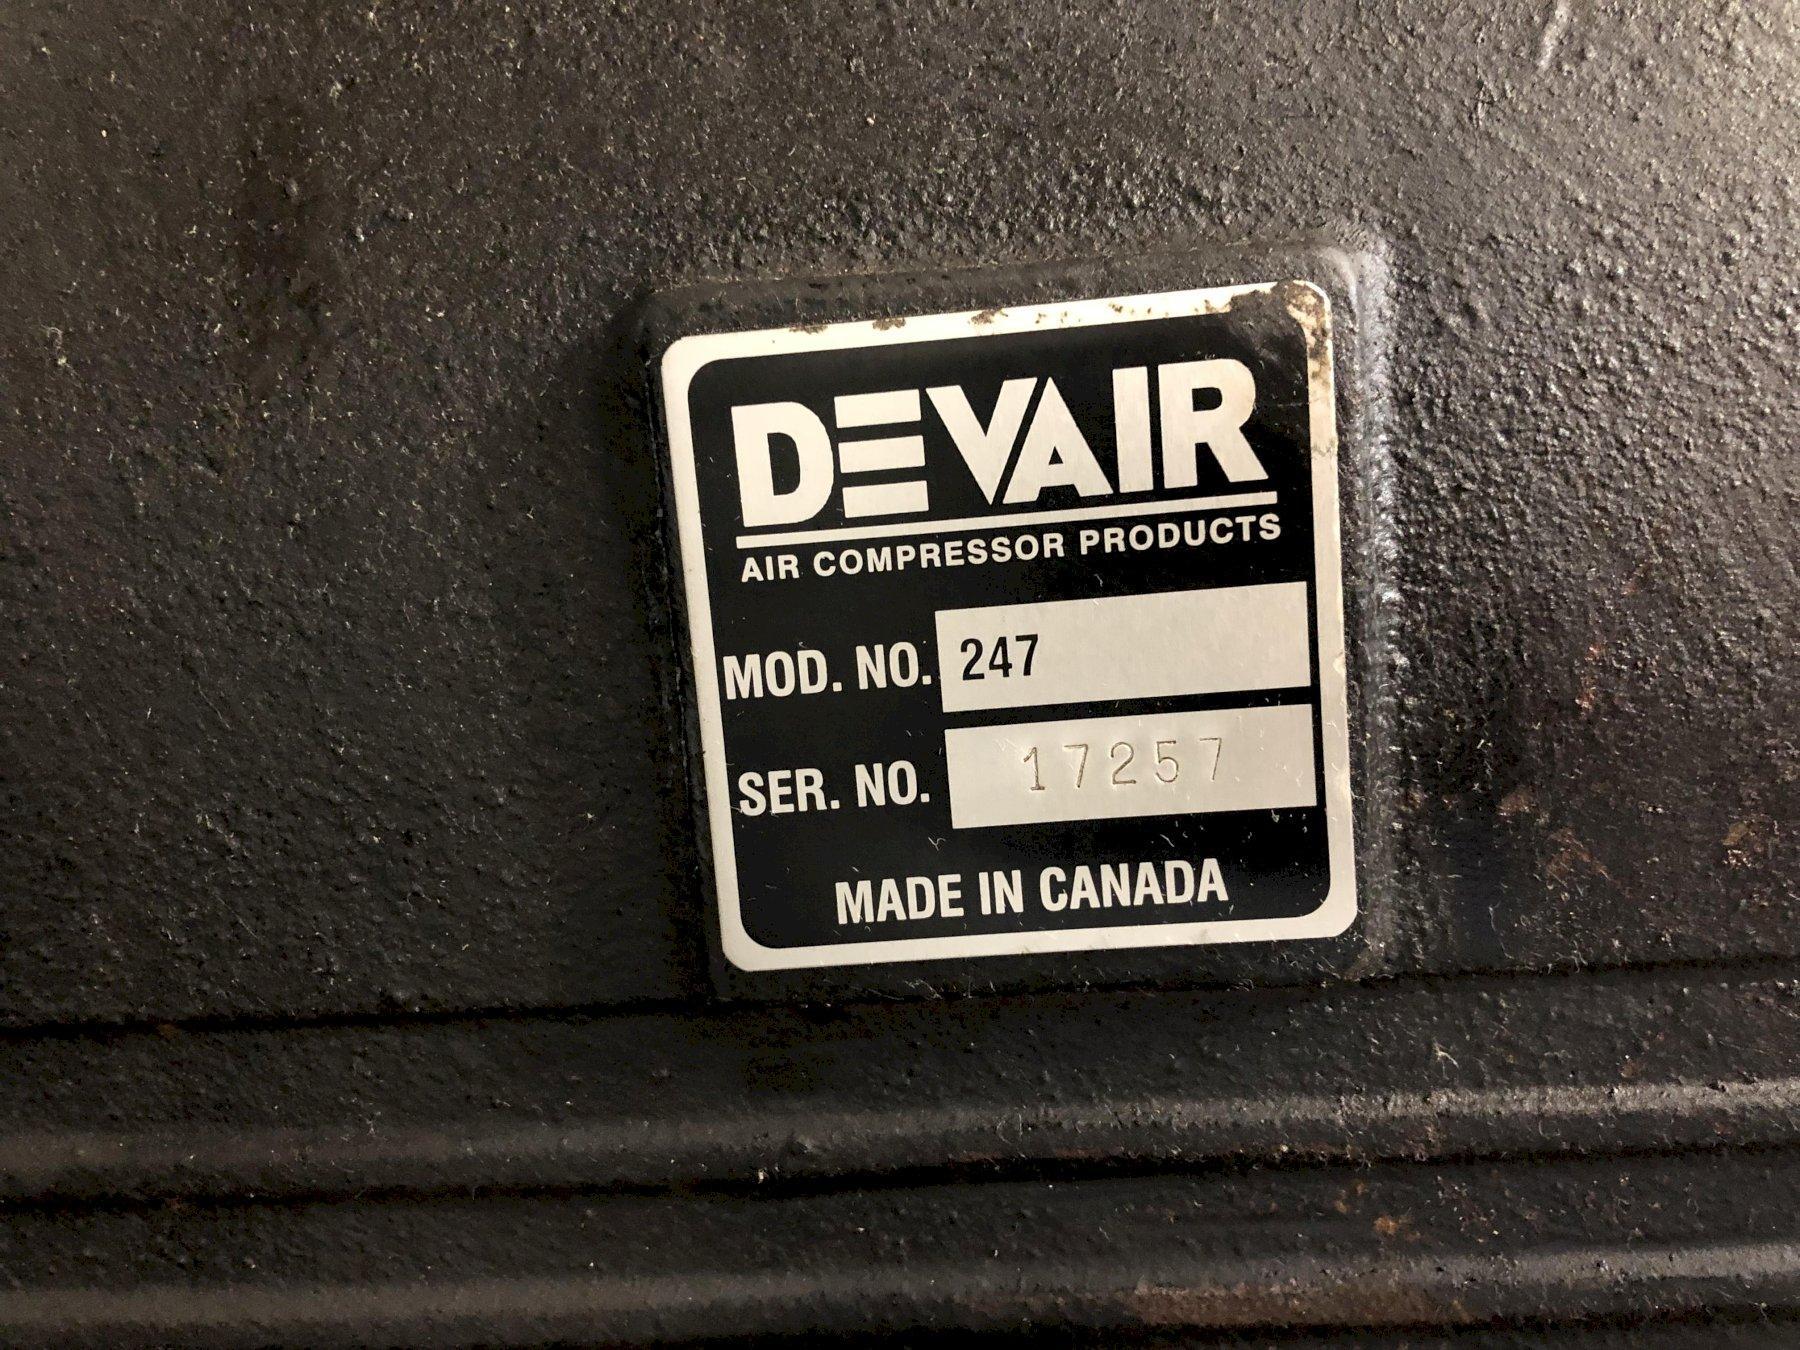 DEVAIR
AIR COMPRESSOR PRODUCTS
MOD. NO. 247
SER. NO. 17257
MADE IN CANADA